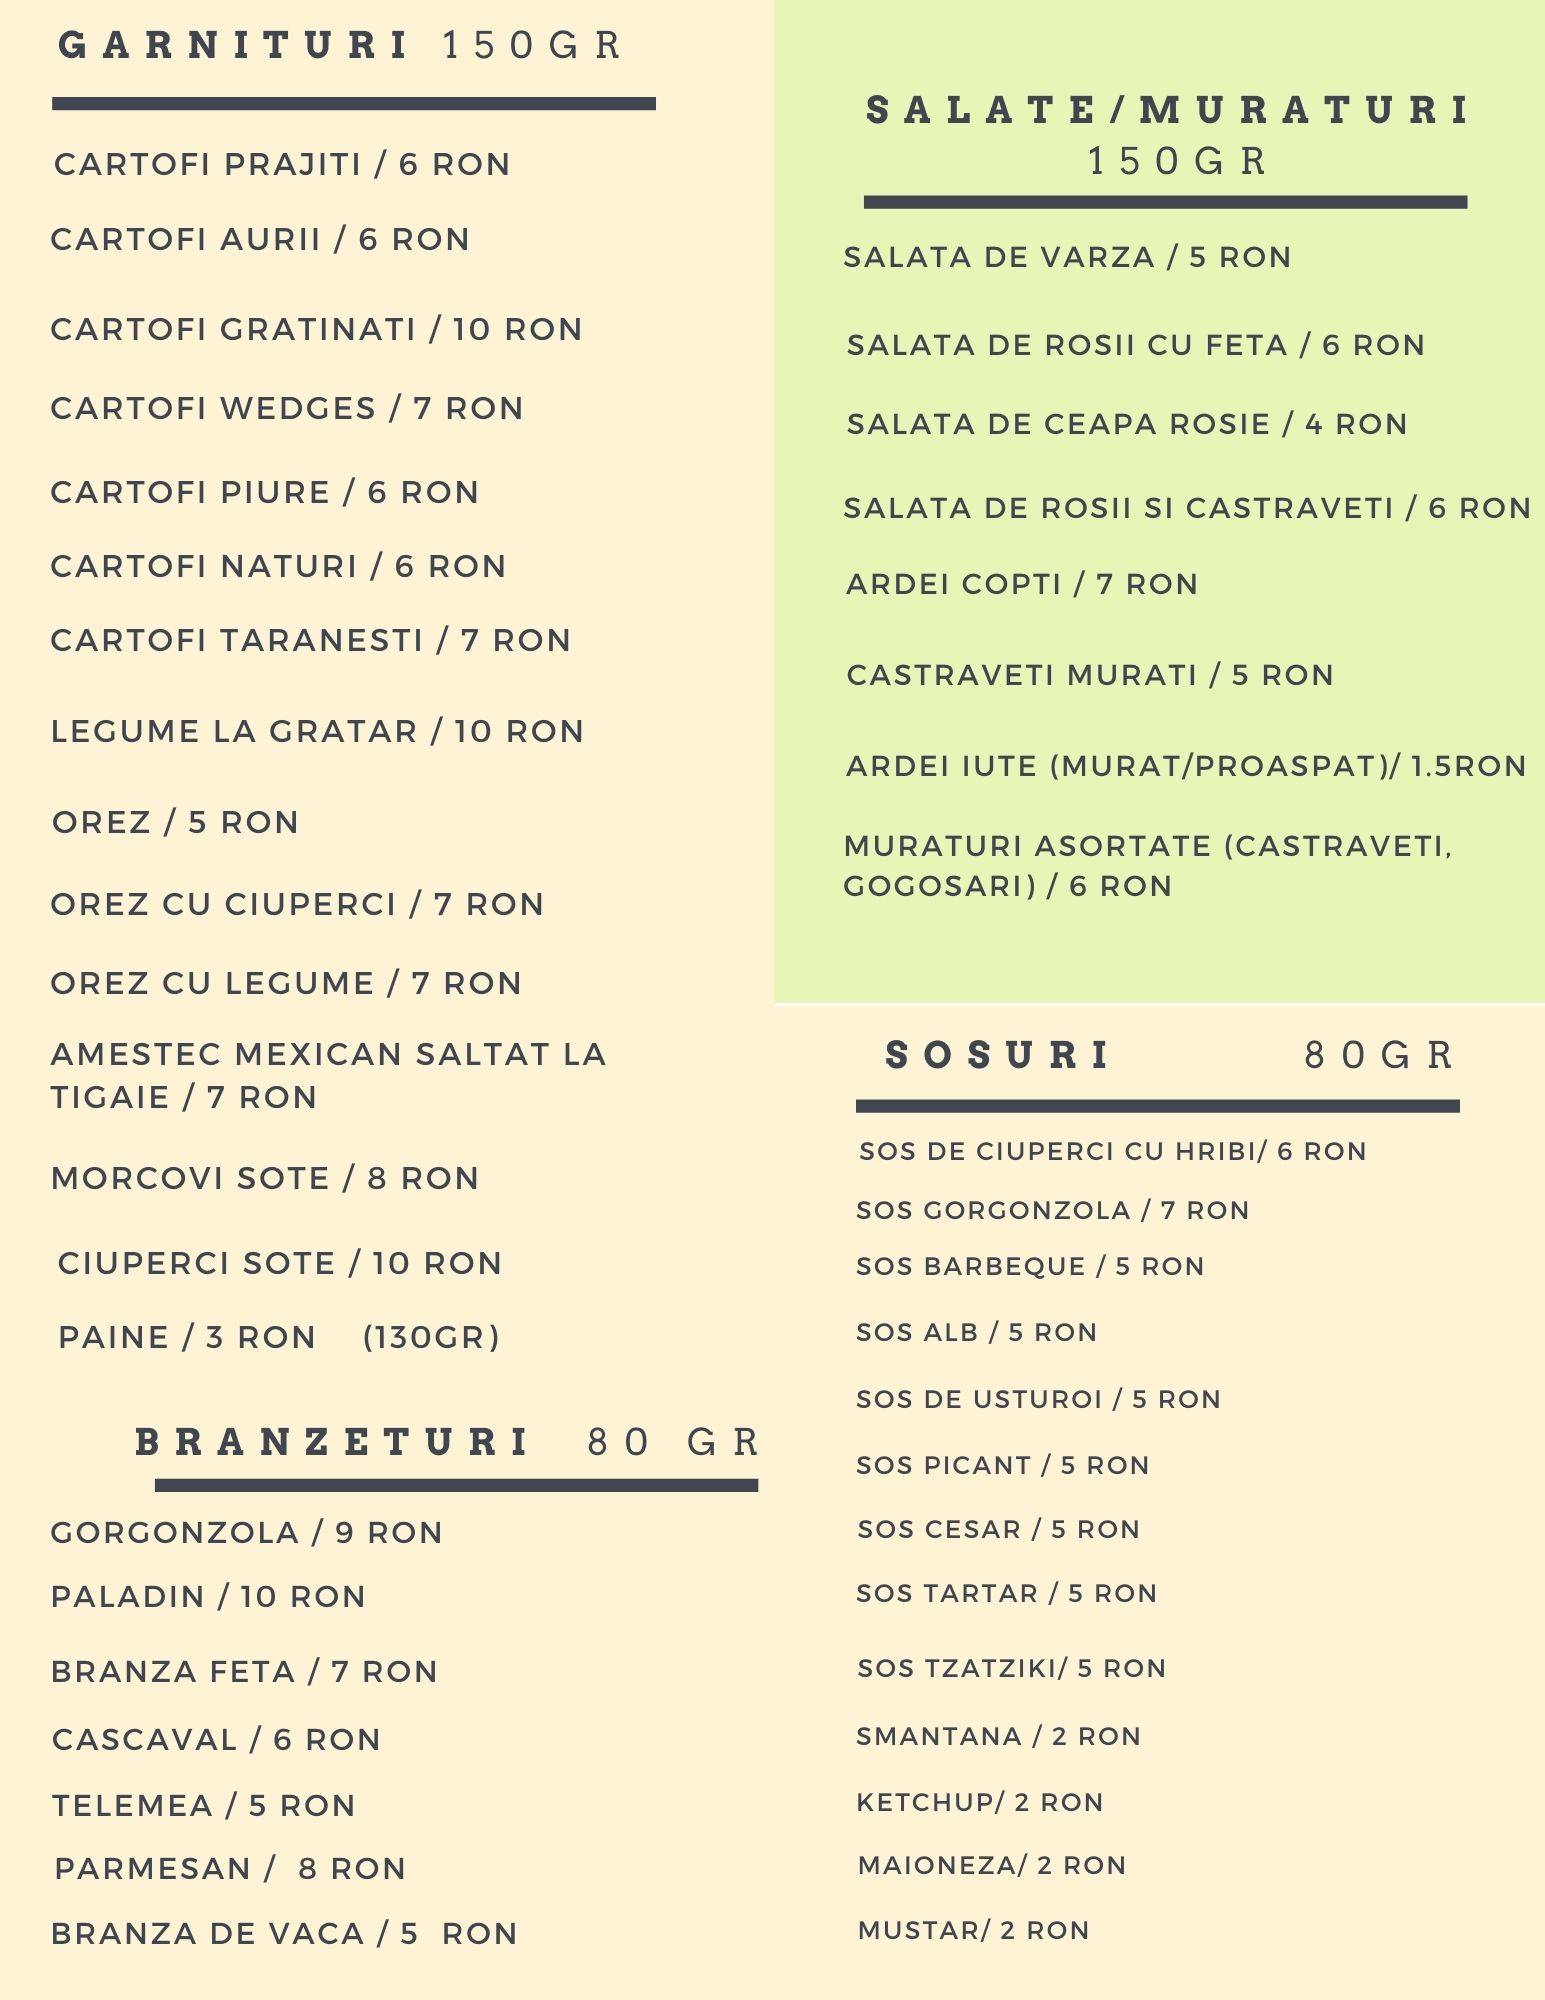 GARNITURI 150GR
CARTOFI PRAJITI / 6 RON
CARTOFI AURII / 6 RON
CARTOFI GRATINATI / 10 RON
CARTOFI WEDGES / 7 RON
CARTOFI PIURE / 6 RON
CARTOFI NATURI / 6 RON
CARTOFI TARANESTI / 7 RON
LEGUME LA GRATAR / 10 RON
OREZ / 5 RON
OREZ CU CIUPERCI / 7 RON
OREZ CU LEGUME / 7 RON
AMESTEC MEXICAN SALTAT LA
TIGAIE / 7 RON
MORCOVI SOTE / 8 RON
CIUPERCI SOTE / 10 RON
PAINE / 3 RON (130GR)
BRANZETURI 80 GR
GORGONZOLA / 9 RON
PALADIN / 10 RON
BRANZA FETA / 7 RON
CASCAVAL / 6 RON
TELEMEA / 5 RON
PARMESAN / 8 RON
BRANZA DE VACA / 5 RON
SALATE/MURATURI
150GR
SALATA DE VARZA / 5 RON
SALATA DE ROSII CU FETA / 6 RON
SALATA DE CEAPA ROSIE / 4 RON
SALATA DE ROSII SI CASTRAVETI / 6 RON
ARDEI COPTI / 7 RON
CASTRAVETI MURATI / 5 RON
ARDEI IUTE (MURAT/PROASPAT)/ 1.5RON
MURATURI ASORTATE (CASTRAVETI,
GOGOSARI) / 6 RON
SOSURI 80GR
SOS DE CIUPERCI CU HRIBI/ 6 RON
SOS GORGONZOLA / 7 RON
SOS BARBEQUE / 5 RON
SOS ALB / 5 RON
SOS DE USTUROI / 5 RON
SOS PICANT / 5 RON
SOS CESAR / 5 RON
SOS TARTAR / 5 RON
SOS TZATZIKI/ 5 RON
SMANTANA / 2 RON
KETCHUP/ 2 RON
MAIONEZA/ 2 RON
MUSTAR/ 2 RON